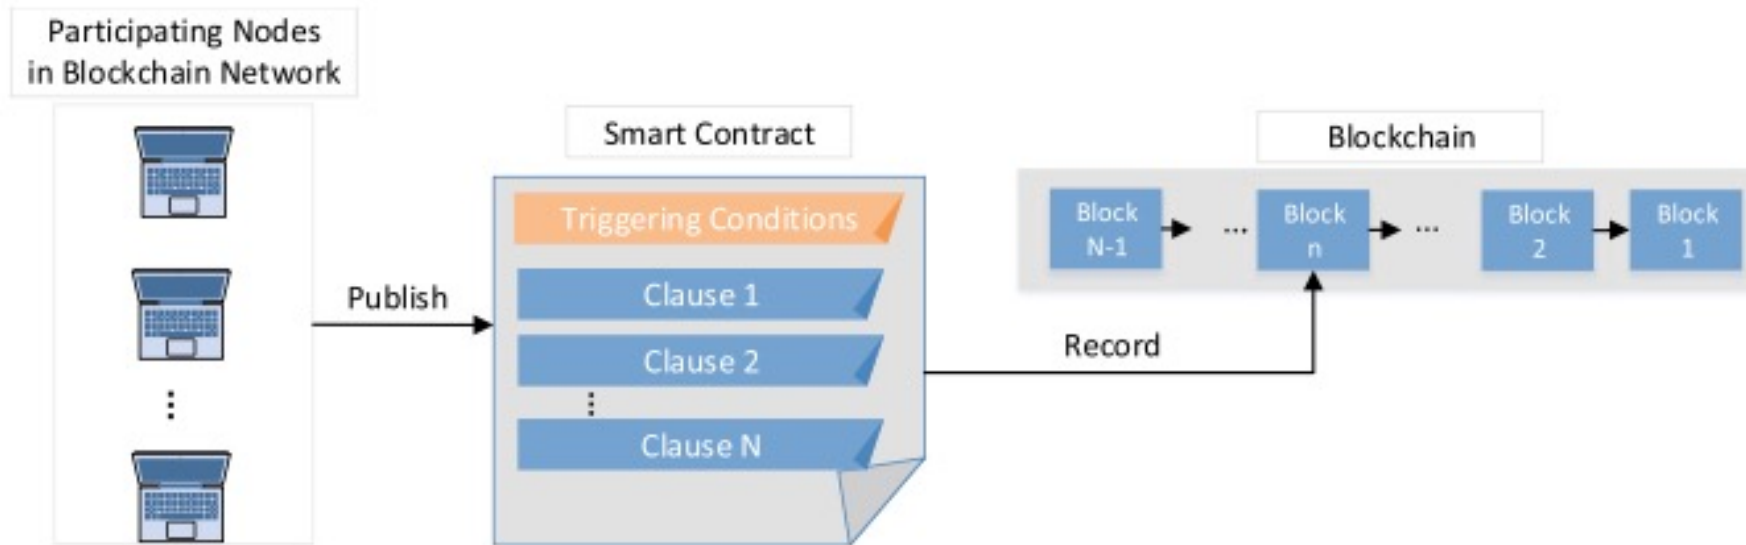 Participating Nodes
in Blockchain Network
Smart Contract
Blockchain
Triggering Conditions
Clause 1
Clause 2
⋮
Clause N
Publish
Record
Block
N-1
...
Block
n
...
Block
2
Block
1